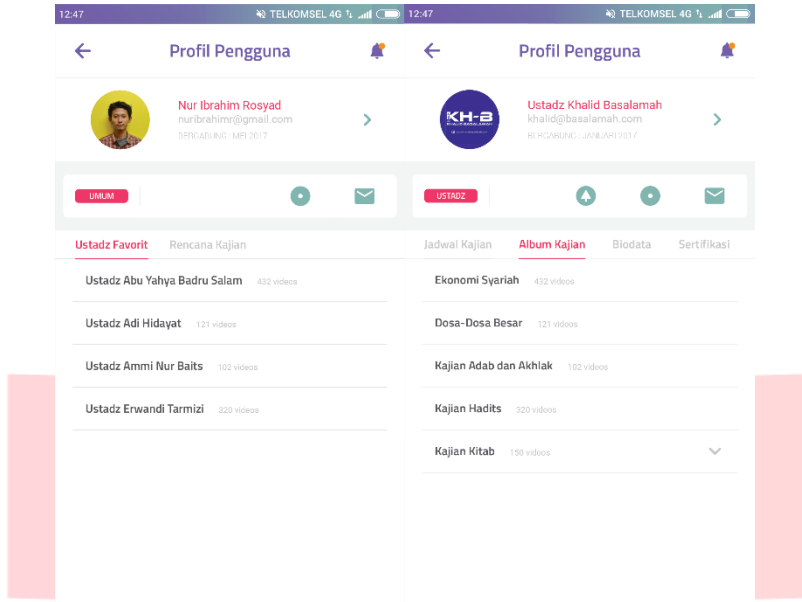 12:47 TELKOMSEL 4G
Profil Pengguna
Nur Ibrahim Rosyad
nuribrahimr@gmail.com
BERGABUNG : MEI 2017
UMUM
Ustadz Favorit Rencana Kajian
Ustadz Abu Yahya Badru Salam 432 videos
Ustadz Adi Hidayat 121 videos
Ustadz Ammi Nur Baits 102 videos
Ustadz Erwandi Tarmizi 320 videos
12:47 TELKOMSEL 4G
Profil Pengguna
KH-B
Ustadz Khalid Basalamah
khalid@basalamah.com
BERGABUNG : JANUARI 2017
USTADZ
Jadwal Kajian Album Kajian Biodata Sertifikasi
Ekonomi Syariah 432 videos
Dosa-Dosa Besar 121 videos
Kajian Adab dan Akhlak 102 videos
Kajian Hadits 320 videos
Kajian Kitab 150 videos